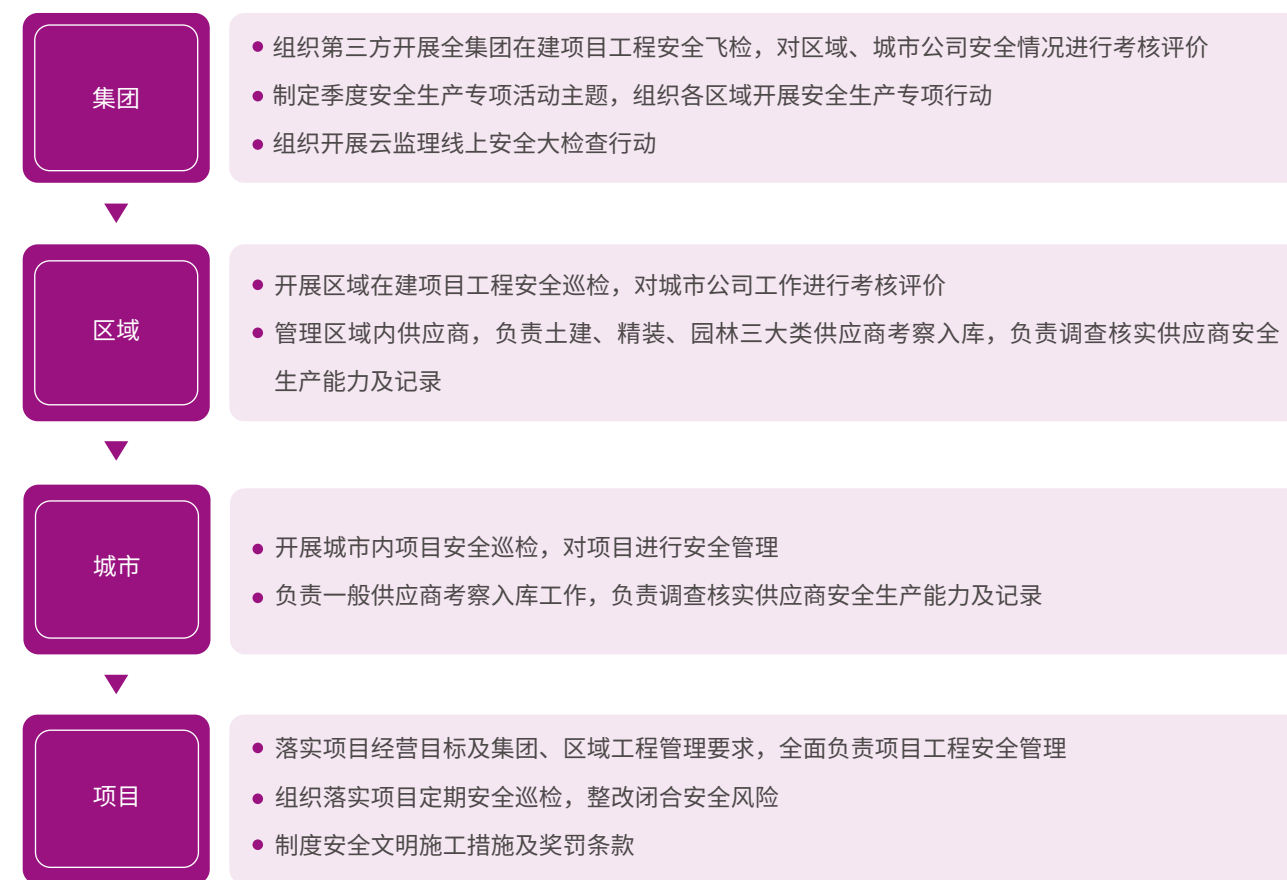 集团
组织第三方开展全集团在建项目工程安全飞检，对区域、城市公司安全情况进行考核评价
制定季度安全生产专项活动主题，组织各区域开展安全生产专项行动
组织开展云监理线上安全大检查行动
区域
开展区域在建项目工程安全巡检，对城市公司工作进行考核评价
管理区域内供应商，负责土建、精装、园林三大类供应商考察入库，负责调查核实供应商安全
生产能力及记录
城市
开展城市内项目安全巡检，对项目进行安全管理
负责一般供应商考察入库工作，负责调查核实供应商安全生产能力及记录
项目
落实项目经营目标及集团、区域工程管理要求，全面负责项目工程安全管理
组织落实项目定期安全巡检，整改闭合安全风险
制度安全文明施工措施及奖罚条款